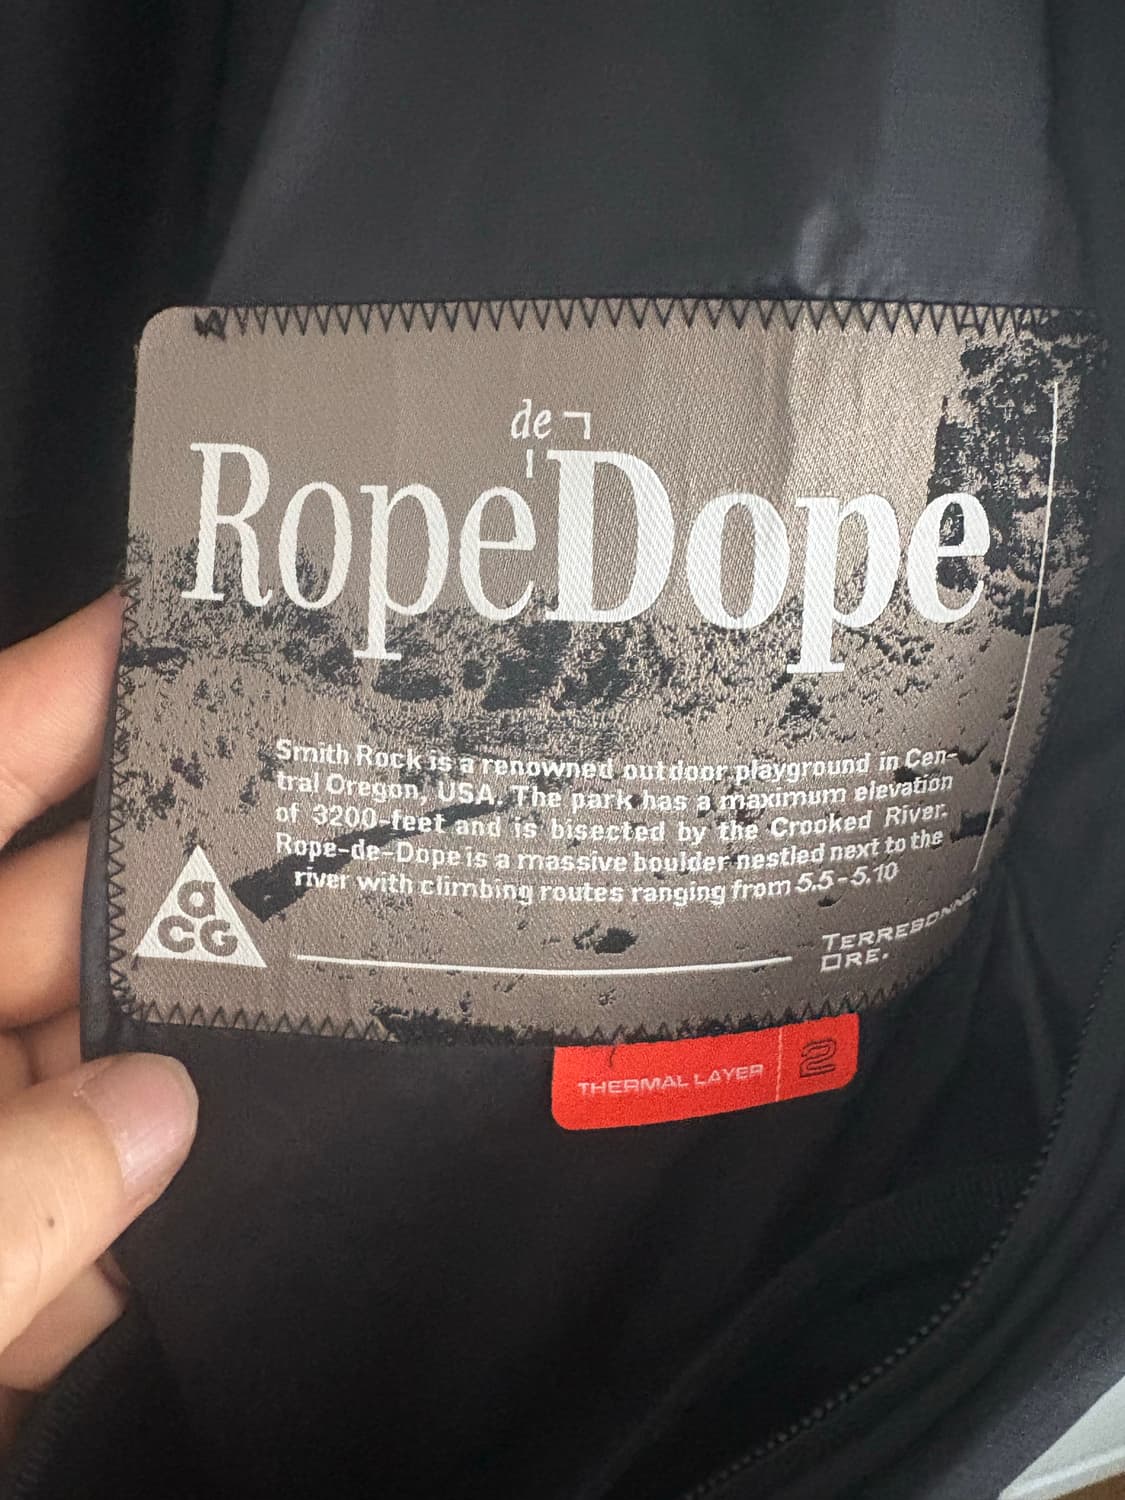 de
RopeDope
Smith Rock is a renowned outdoor playground in Cen-
tral Oregon, USA. The park has a maximum elevation
of 3200-feet and is bisected by the Crooked River.
Rope-de-Dope is a massive boulder nestled next to the
river with climbing routes ranging from 5.5-5.10
a
CG
TERREBONNE,
ORE.
THERMAL LAYER 2